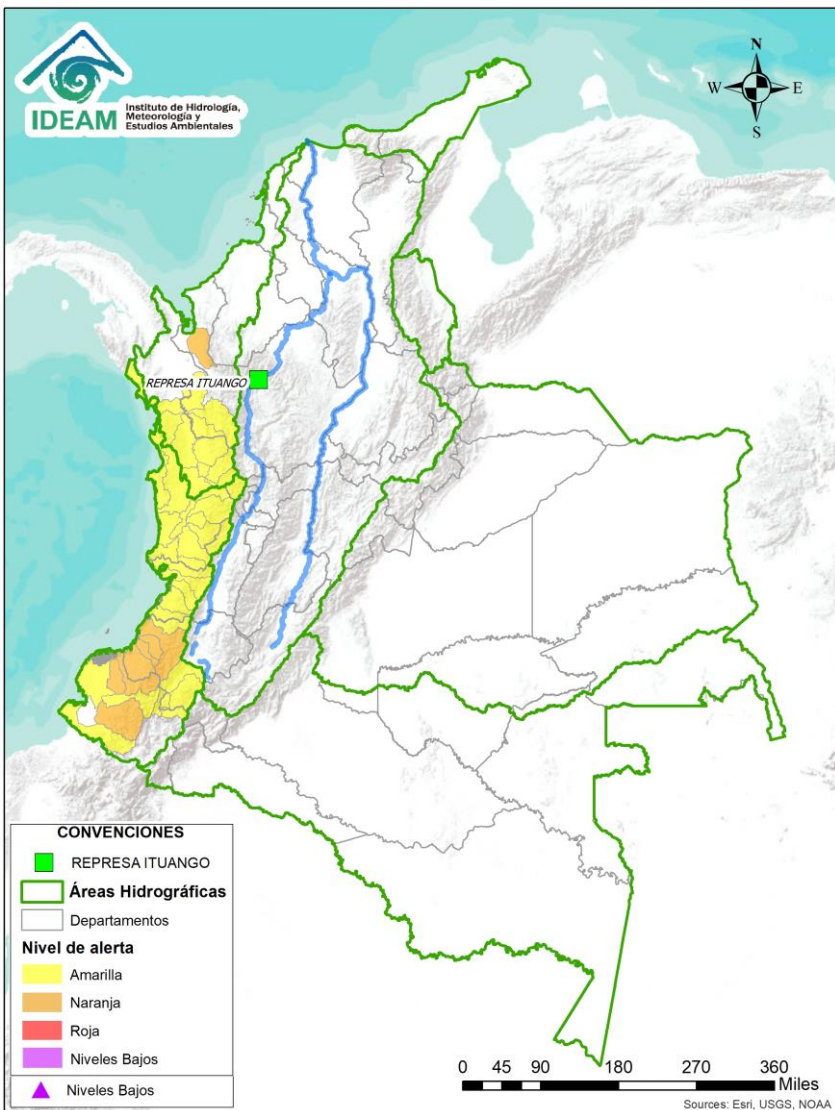 IDEAM
Instituto de Hidrología,
Meteorología y
Estudios Ambientales
N
W
E
S
REPRESA ITUANGO
CONVENCIONES
REPRESA ITUANGO
Áreas Hidrográficas
Departamentos
Nivel de alerta
Amarilla
Naranja
Roja
Niveles Bajos
Niveles Bajos
0 45 90 180 270 360
Miles
Sources: Esri, USGS, NOAA